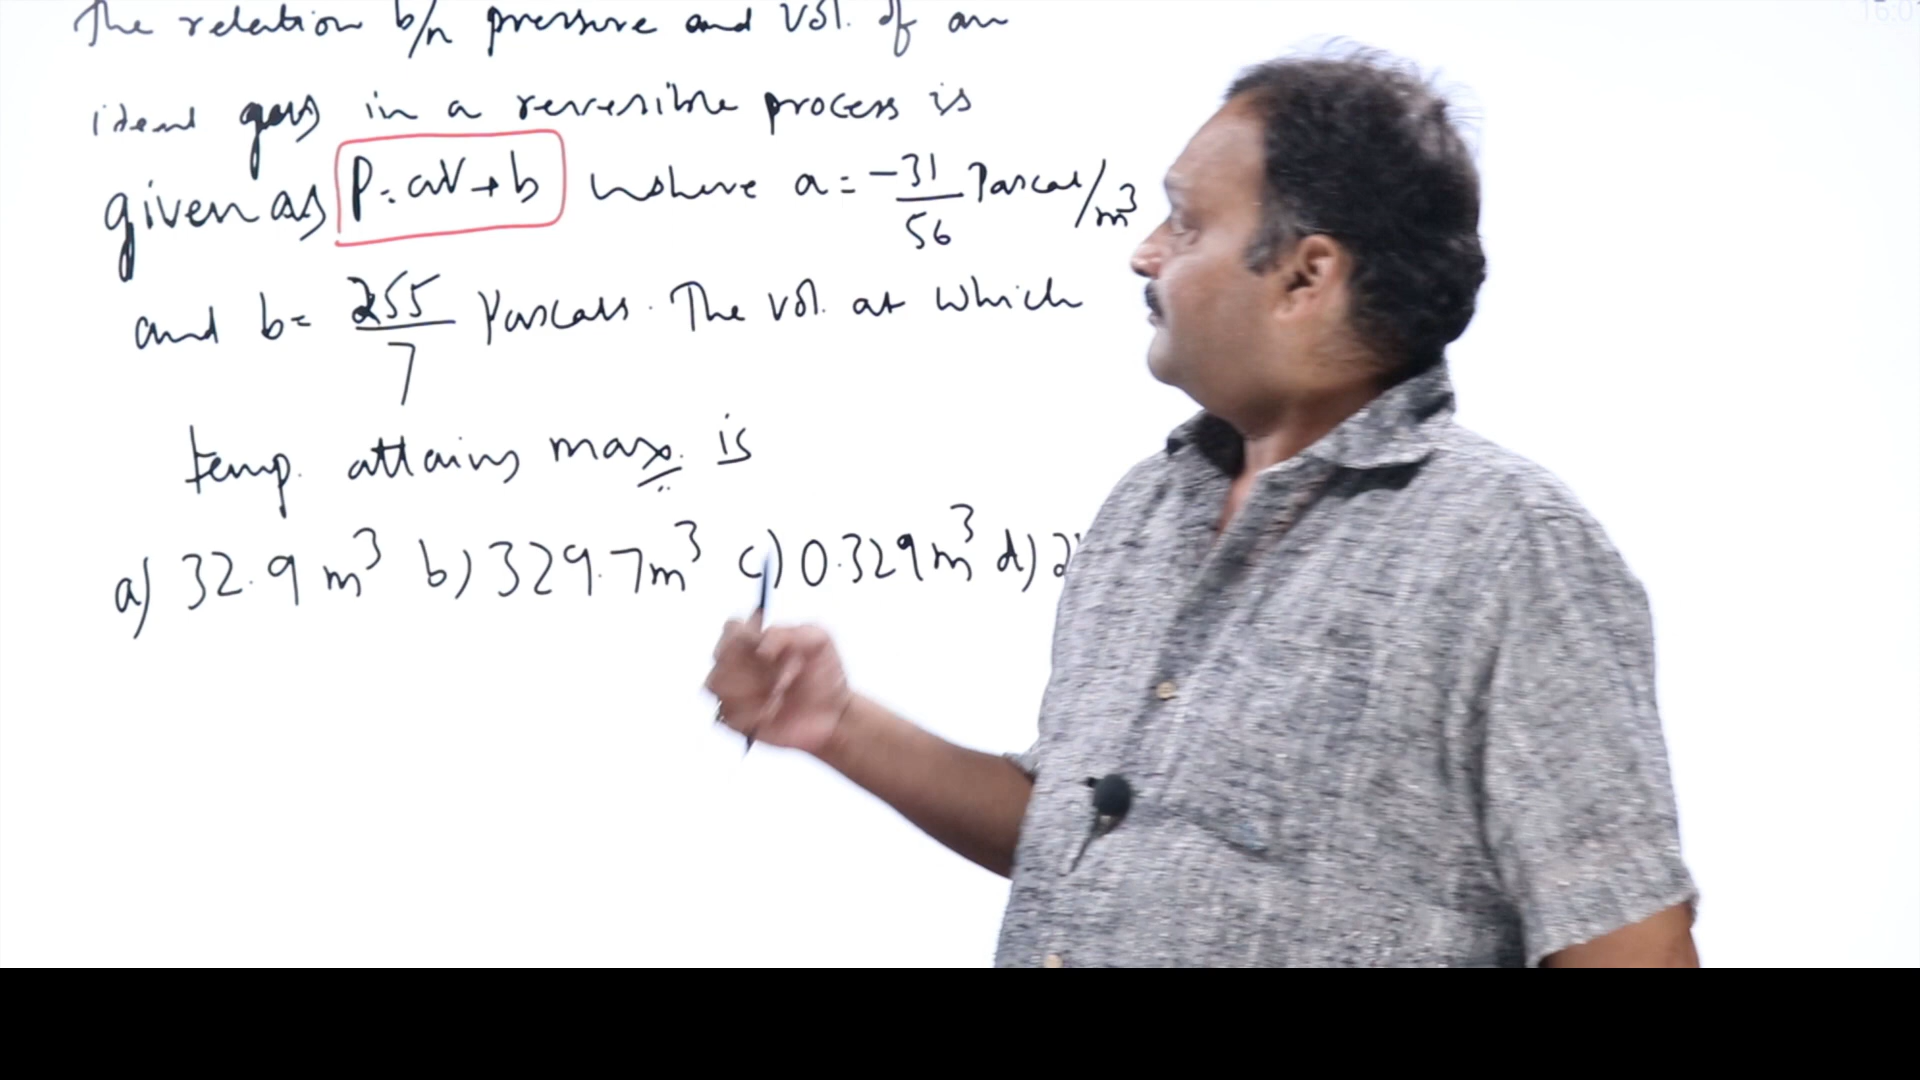 The relation b/n pressure and vol. of an
ideal gas in a reversible process is
given as P = aV + b where a = -31/56 Pascal/m³
and b = 255/7 Pascals. The vol. at which
temp. attains max. is
a) 32.9 m³ b) 329.7 m³ c) 0.329 m³ d) 2